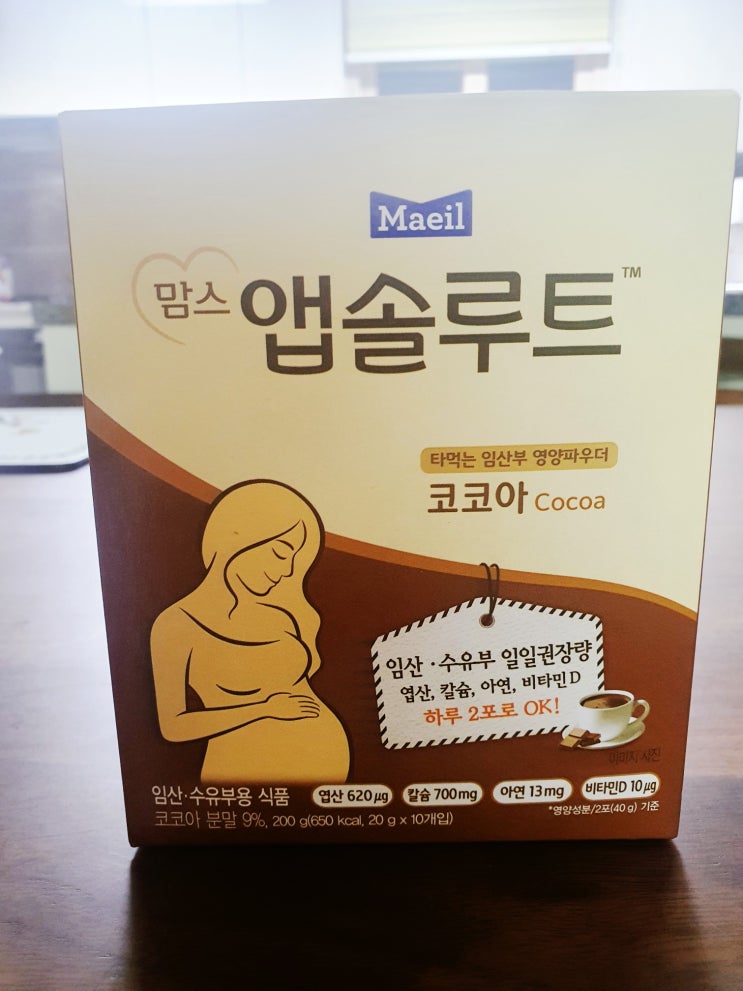 Maeil
맘스 앱솔루트™
타먹는 임산부 영양파우더
코코아 Cocoa
임산·수유부 일일권장량
엽산, 칼슘, 아연, 비타민D
하루 2포로 OK!
이미지 사진
임산·수유부용 식품 엽산 620㎍ 칼슘 700mg 아연 13mg 비타민D 10㎍
코코아 분말 9%, 200 g(650 kcal, 20 g x 10개입) *영양성분/2포(40 g) 기준